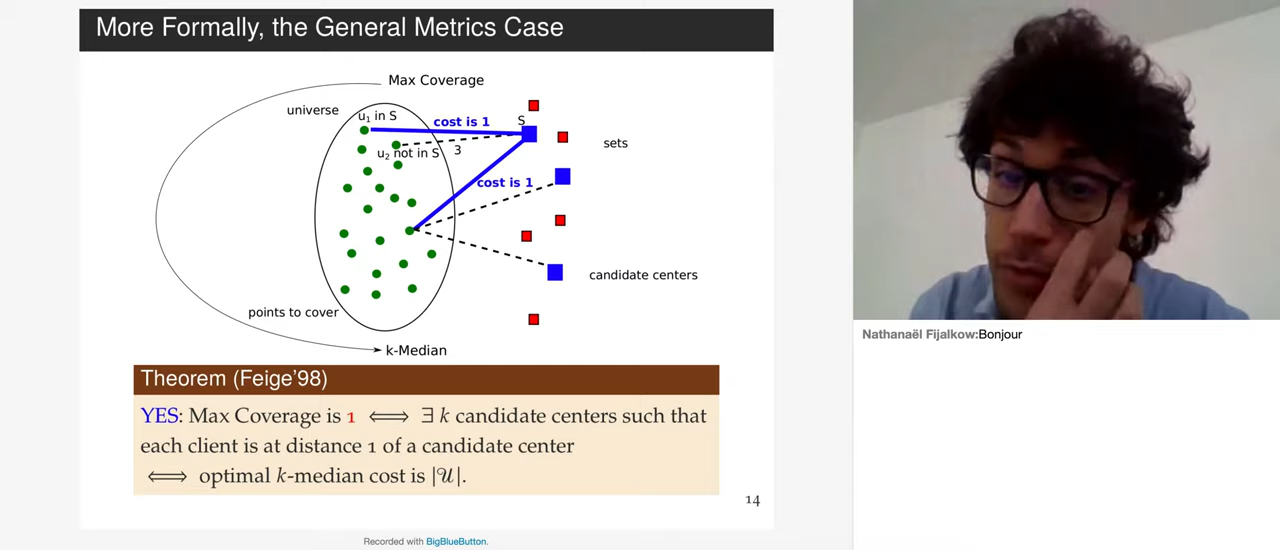 More Formally, the General Metrics Case
Max Coverage
universe
u₁ in S
cost is 1
S
u₂ not in S
3
sets
cost is 1
candidate centers
points to cover
k-Median
Theorem (Feige'98)
YES: Max Coverage is 1 ⟺ ∃ k candidate centers such that
each client is at distance 1 of a candidate center
⟺ optimal k-median cost is |𝒰|.
14
Recorded with BigBlueButton.
Nathanaël Fijalkow:Bonjour